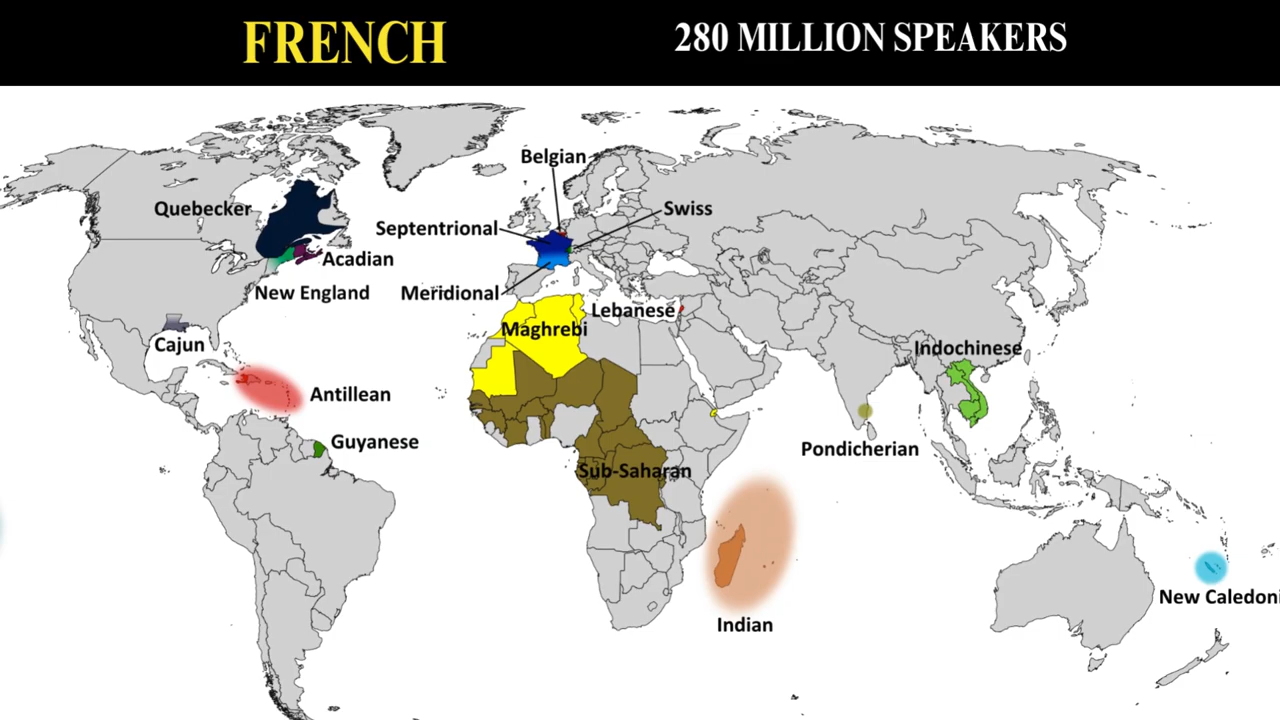 FRENCH
280 MILLION SPEAKERS
Belgian
Quebecker
Swiss
Septentrional
Acadian
New England
Meridional
Lebanese
Maghrebi
Cajun
Indochinese
Antillean
Guyanese
Pondicherian
Sub-Saharan
New Caledoni
Indian